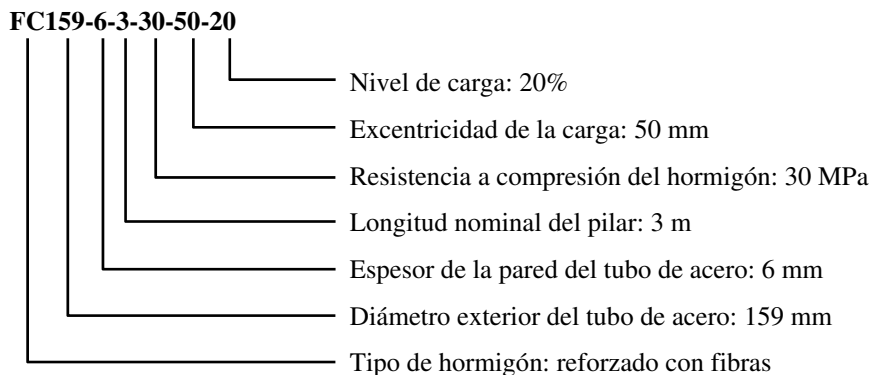 FC159-6-3-30-50-20
Nivel de carga: 20%
Excentricidad de la carga: 50 mm
Resistencia a compresión del hormigón: 30 MPa
Longitud nominal del pilar: 3 m
Espesor de la pared del tubo de acero: 6 mm
Diámetro exterior del tubo de acero: 159 mm
Tipo de hormigón: reforzado con fibras